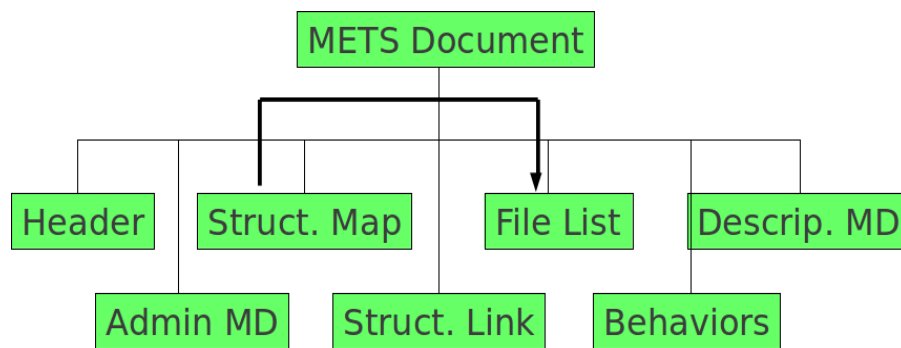 METS Document
Header
Struct. Map
File List
Descrip. MD
Admin MD
Struct. Link
Behaviors